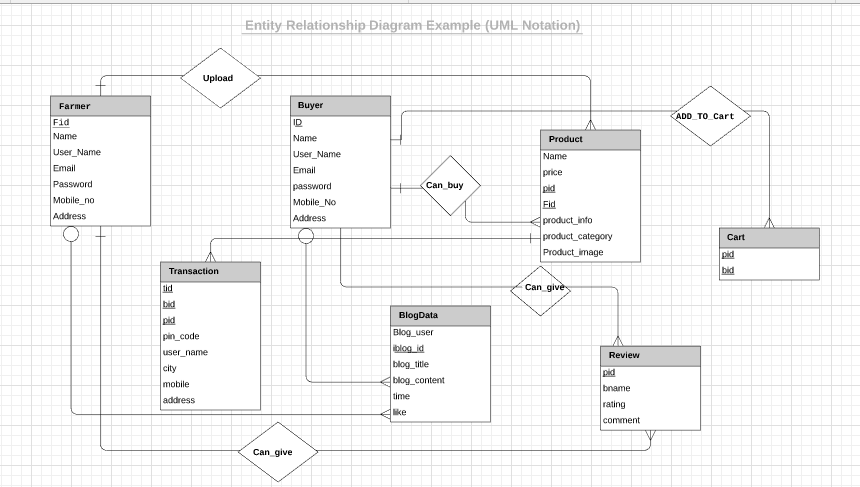 Entity Relationship Diagram Example (UML Notation)
Upload
Farmer
Fid
Name
User_Name
Email
Password
Mobile_no
Address
Buyer
ID
Name
User_Name
Email
password
Mobile_No
Address
Can_buy
ADD_TO_Cart
Product
Name
price
pid
Fid
product_info
product_category
Product_image
Cart
pid
bid
Transaction
tid
bid
pid
pin_code
user_name
city
mobile
address
Can_give
BlogData
Blog_user
iblog_id
blog_title
blog_content
time
like
Review
pid
bname
rating
comment
Can_give